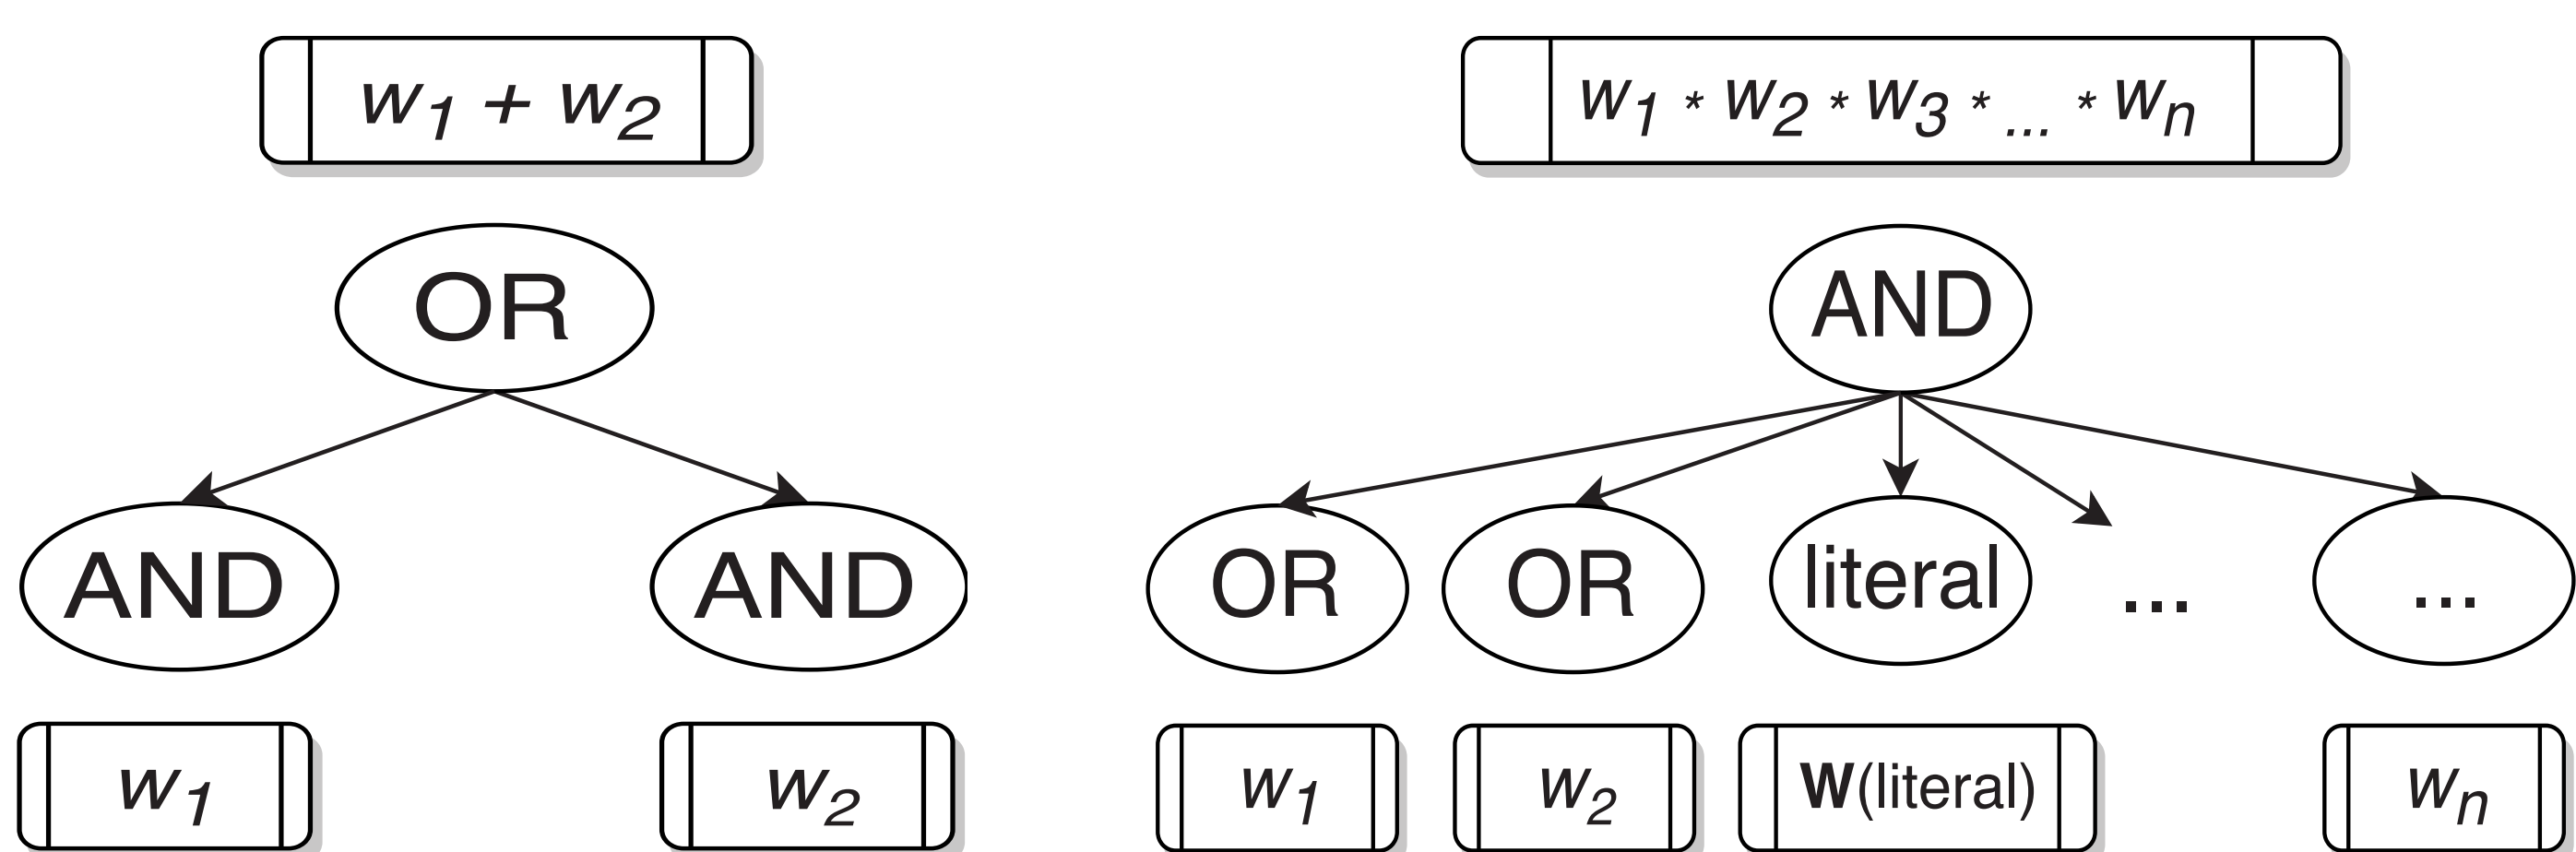 w1 + w2
w1 * w2 * w3 * ... * wn
OR
AND
AND
AND
OR
OR
literal
...
...
w1
w2
w1
w2
W(literal)
wn